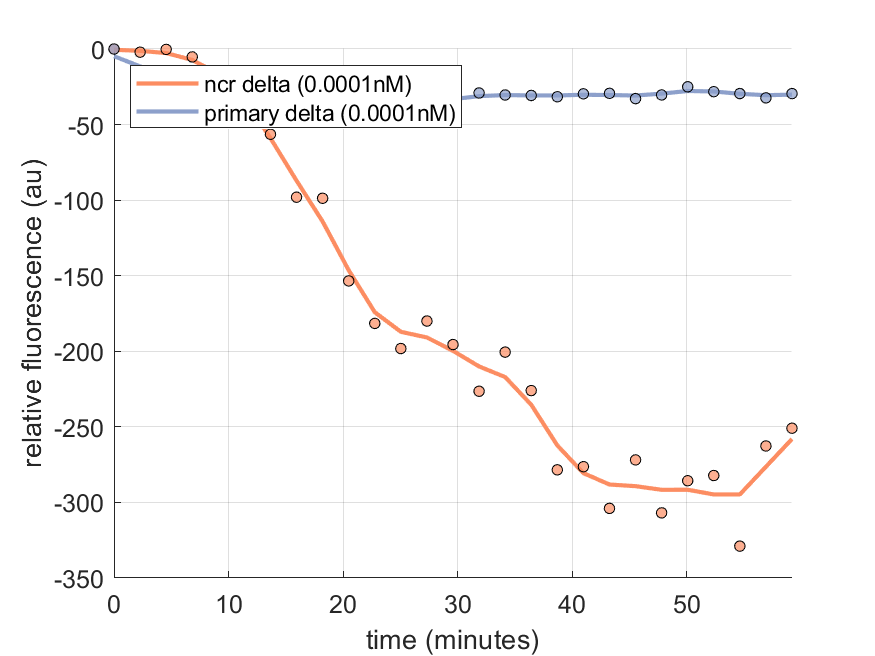 0
-50
-100
-150
-200
-250
-300
-350
0 10 20 30 40 50
relative fluorescence (au)
time (minutes)
ncr delta (0.0001nM)
primary delta (0.0001nM)